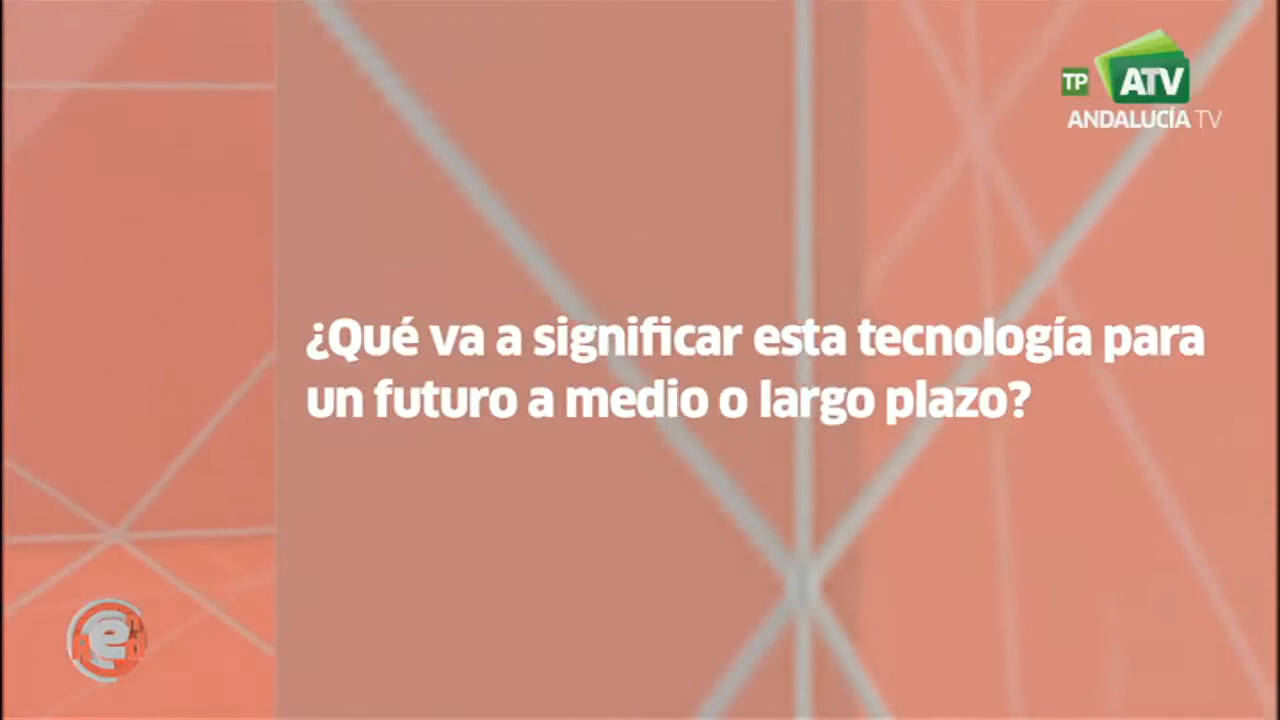 TP ATV
ANDALUCÍA TV
¿Qué va a significar esta tecnología para
un futuro a medio o largo plazo?
e